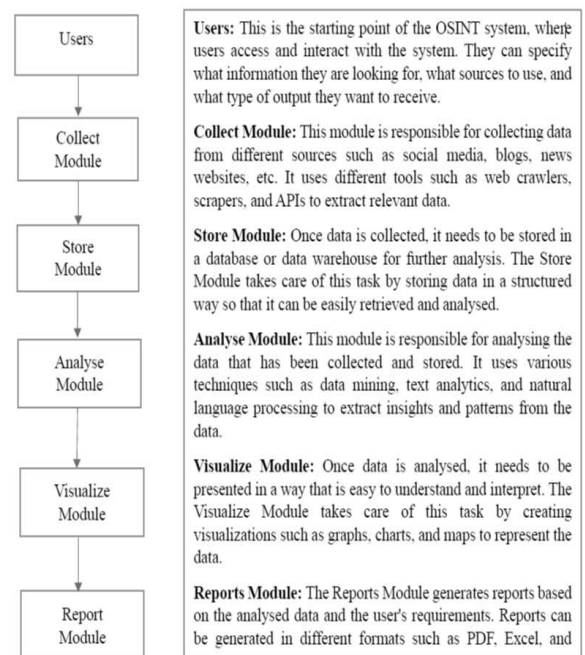 Users
Collect
Module
Store
Module
Analyse
Module
Visualize
Module
Report
Module
Users: This is the starting point of the OSINT system, where
users access and interact with the system. They can specify
what information they are looking for, what sources to use, and
what type of output they want to receive.
Collect Module: This module is responsible for collecting data
from different sources such as social media, blogs, news
websites, etc. It uses different tools such as web crawlers,
scrapers, and APIs to extract relevant data.
Store Module: Once data is collected, it needs to be stored in
a database or data warehouse for further analysis. The Store
Module takes care of this task by storing data in a structured
way so that it can be easily retrieved and analysed.
Analyse Module: This module is responsible for analysing the
data that has been collected and stored. It uses various
techniques such as data mining, text analytics, and natural
language processing to extract insights and patterns from the
data.
Visualize Module: Once data is analysed, it needs to be
presented in a way that is easy to understand and interpret. The
Visualize Module takes care of this task by creating
visualizations such as graphs, charts, and maps to represent the
data.
Reports Module: The Reports Module generates reports based
on the analysed data and the user's requirements. Reports can
be generated in different formats such as PDF, Excel, and